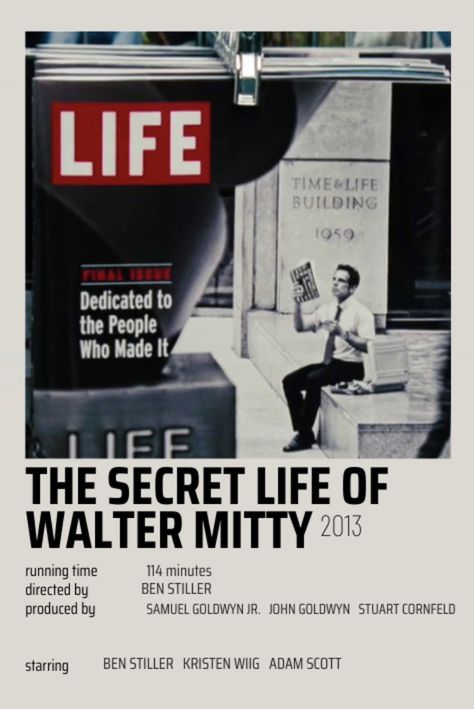 LIFE
TIME & LIFE
BUILDING
1959
FINAL ISSUE
Dedicated to
the People
Who Made It
LIFE
THE SECRET LIFE OF
WALTER MITTY 2013
running time 114 minutes
directed by BEN STILLER
produced by SAMUEL GOLDWYN JR. JOHN GOLDWYN STUART CORNFELD
starring BEN STILLER KRISTEN WIIG ADAM SCOTT